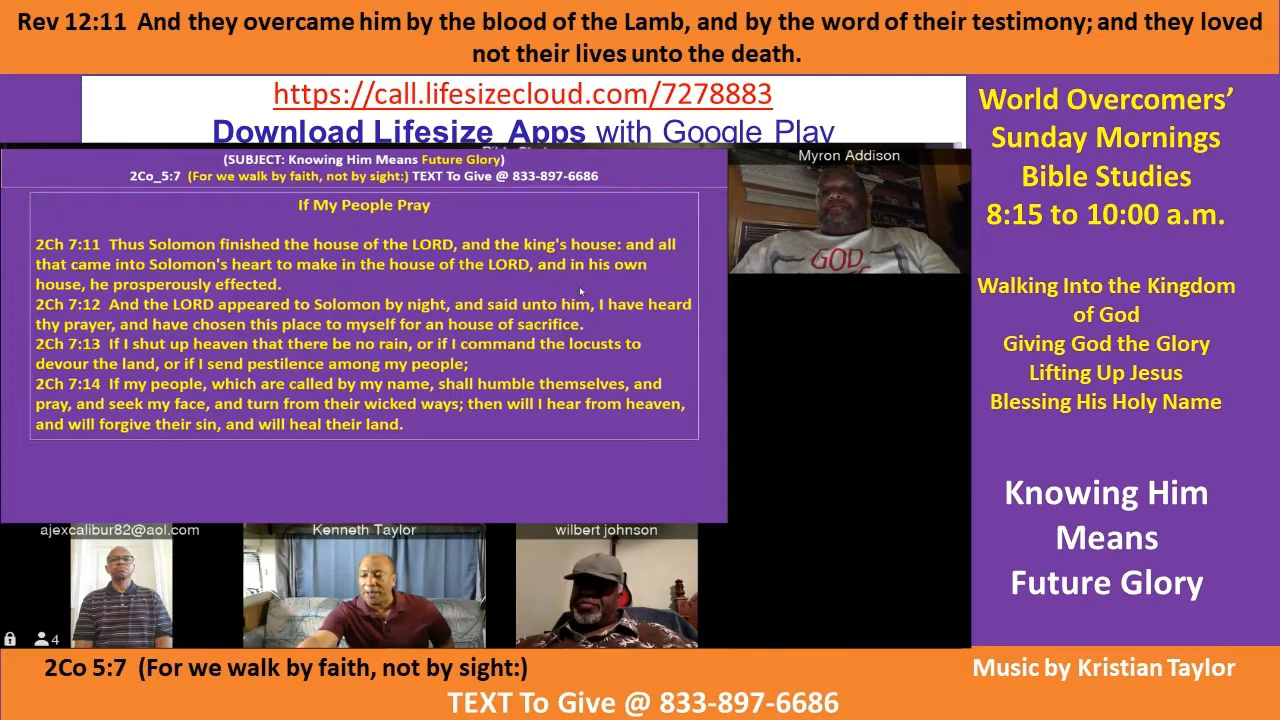 Rev 12:11  And they overcame him by the blood of the Lamb, and by the word of their testimony; and they loved
not their lives unto the death.
https://call.lifesizecloud.com/7278883
Download Lifesize Apps with Google Play
(SUBJECT: Knowing Him Means Future Glory)
2Co_5:7  (For we walk by faith, not by sight:) TEXT To Give @ 833-897-6686
If My People Pray
2Ch 7:11  Thus Solomon finished the house of the LORD, and the king's house: and all
that came into Solomon's heart to make in the house of the LORD, and in his own
house, he prosperously effected.
2Ch 7:12  And the LORD appeared to Solomon by night, and said unto him, I have heard
thy prayer, and have chosen this place to myself for an house of sacrifice.
2Ch 7:13  If I shut up heaven that there be no rain, or if I command the locusts to
devour the land, or if I send pestilence among my people;
2Ch 7:14  If my people, which are called by my name, shall humble themselves, and
pray, and seek my face, and turn from their wicked ways; then will I hear from heaven,
and will forgive their sin, and will heal their land.
Myron Addison
GOD
ajexcalibur82@aol.com
Kenneth Taylor
wilbert johnson
4
World Overcomers'
Sunday Mornings
Bible Studies
8:15 to 10:00 a.m.
Walking Into the Kingdom
of God
Giving God the Glory
Lifting Up Jesus
Blessing His Holy Name
Knowing Him
Means
Future Glory
2Co 5:7  (For we walk by faith, not by sight:)
Music by Kristian Taylor
TEXT To Give @ 833-897-6686